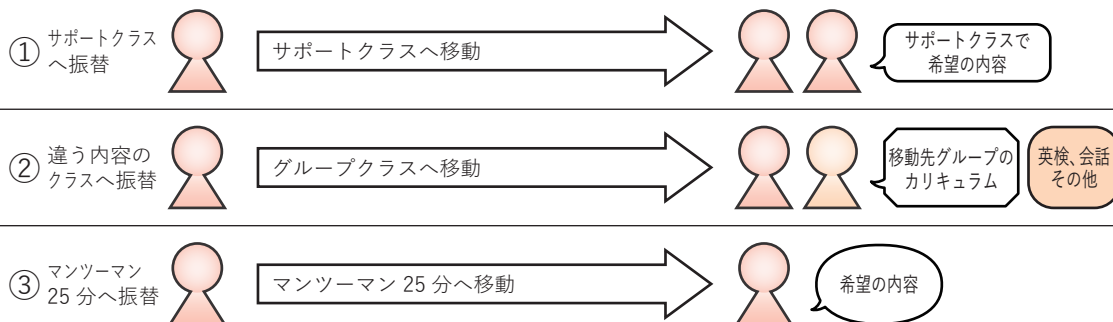 ① サポートクラス
へ振替
サポートクラスへ移動
サポートクラスで
希望の内容
② 違う内容の
クラスへ振替
グループクラスへ移動
移動先グループの
カリキュラム
英検、会話
その他
③ マンツーマン
25 分へ振替
マンツーマン 25 分へ移動
希望の内容